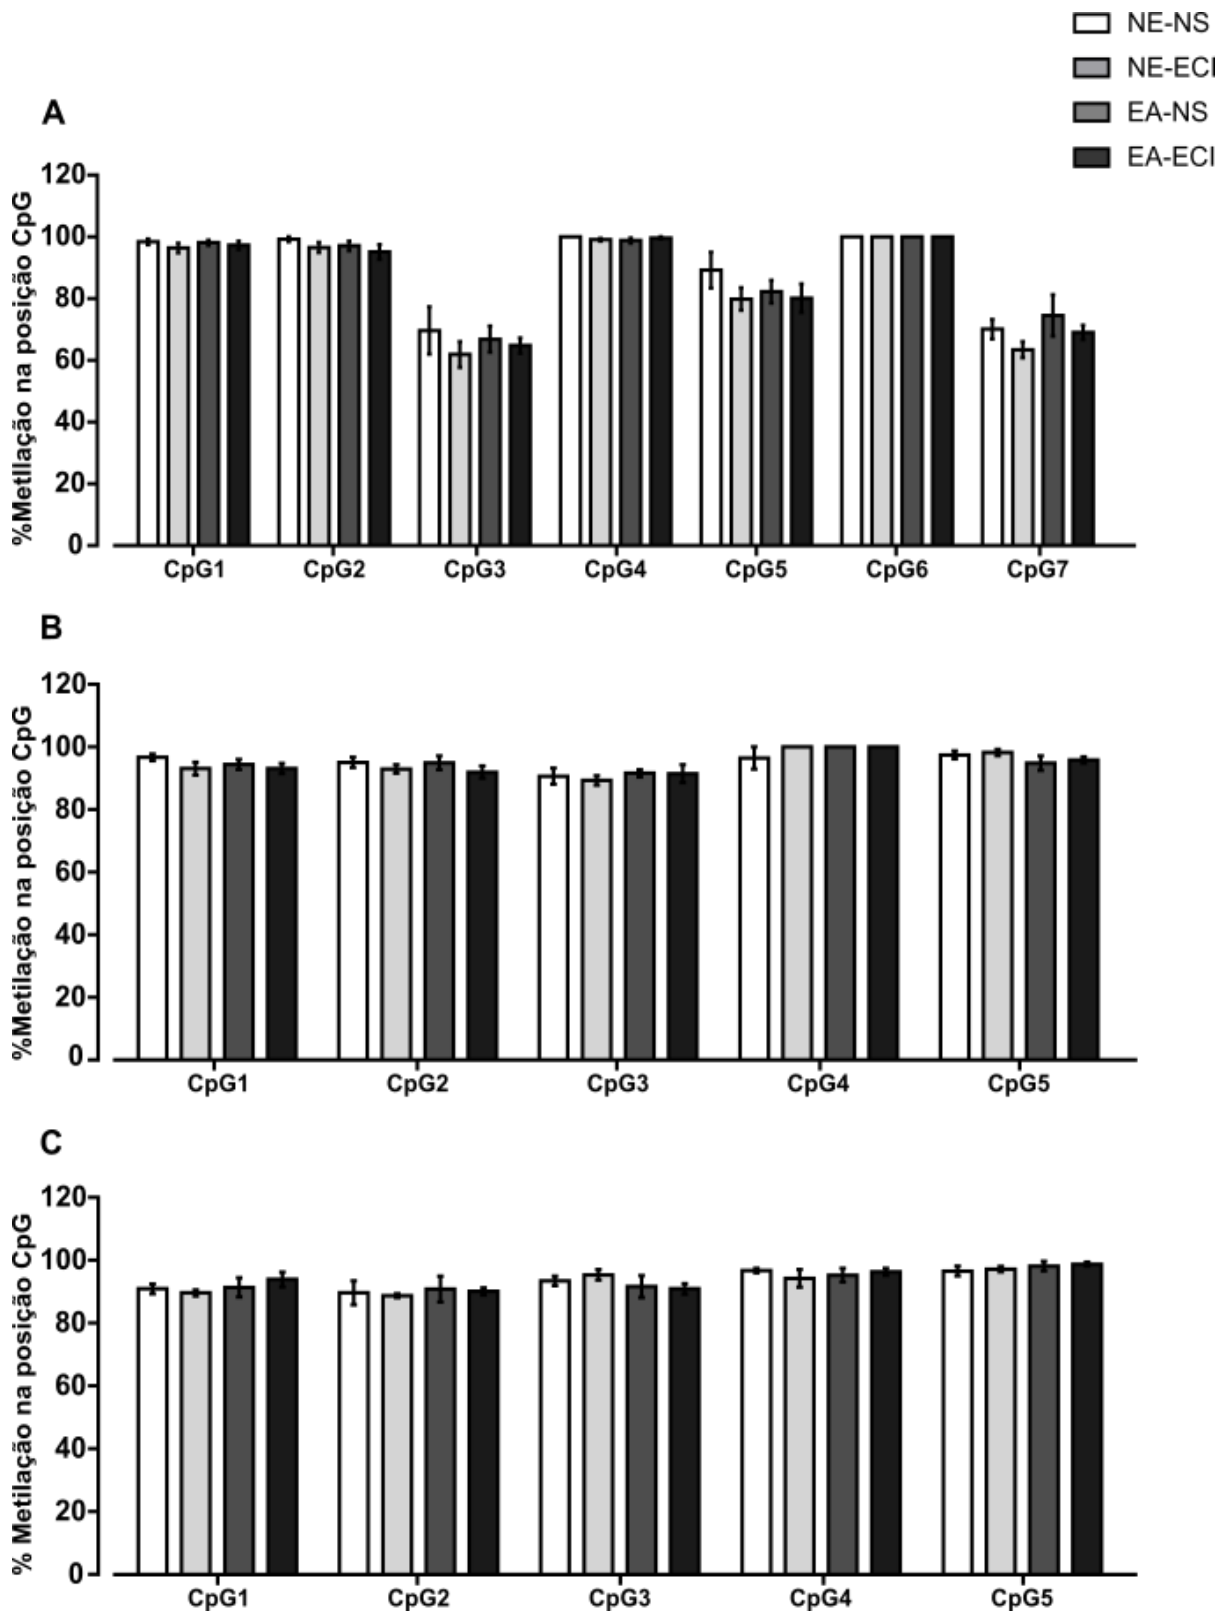 NE-NS
NE-ECI
EA-NS
EA-ECI
A
%Metllação na posição CpG
120
100
80
60
40
20
0
CpG1 CpG2 CpG3 CpG4 CpG5 CpG6 CpG7
B
%Metilação na posição CpG
120
100
80
60
40
20
0
CpG1 CpG2 CpG3 CpG4 CpG5
C
% Metilação na posição CpG
120
100
80
60
40
20
0
CpG1 CpG2 CpG3 CpG4 CpG5